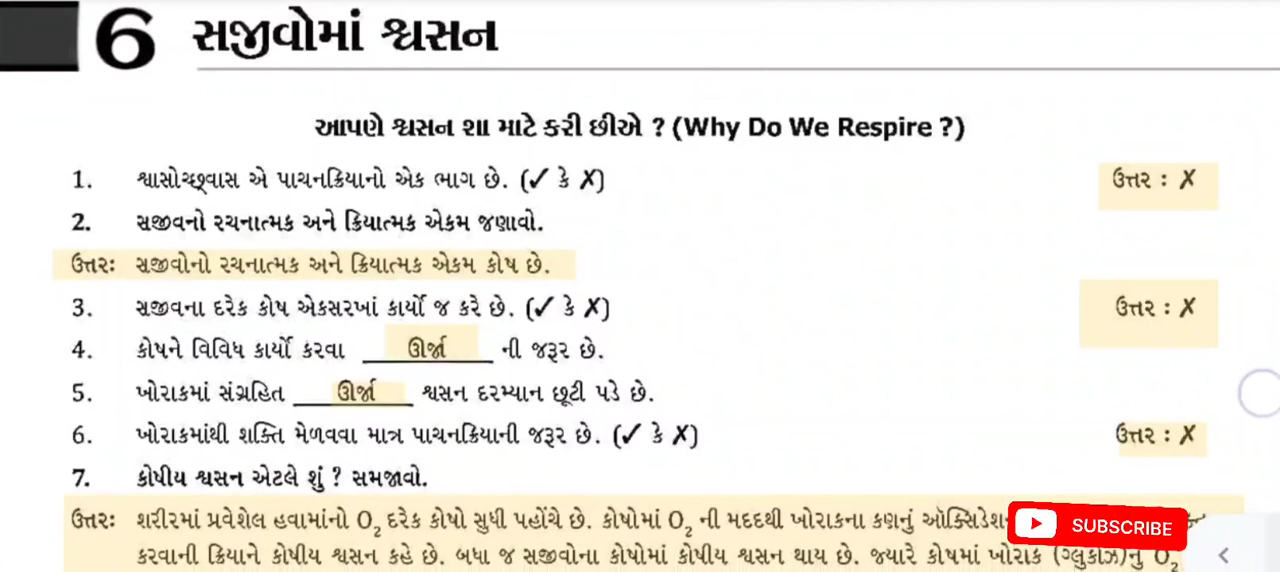 6 સજીવોમાં શ્વસન
આપણે શ્વસન શા માટે કરી છીએ ? (Why Do We Respire ?)
1. શ્વાસોચ્છ્વાસ એ પાચનક્રિયાનો એક ભાગ છે. (✓ કે ✗) ઉત્તર : ✗
2. સજીવનો રચનાત્મક અને ક્રિયાત્મક એકમ જણાવો.
ઉત્તરઃ સજીવોનો રચનાત્મક અને ક્રિયાત્મક એકમ કોષ છે.
3. સજીવના દરેક કોષ એકસરખાં કાર્યો જ કરે છે. (✓ કે ✗) ઉત્તર : ✗
4. કોષને વિવિધ કાર્યો કરવા ઊર્જા ની જરૂર છે.
5. ખોરાકમાં સંગ્રહિત ઊર્જા શ્વસન દરમ્યાન છૂટી પડે છે.
6. ખોરાકમાંથી શક્તિ મેળવવા માત્ર પાચનક્રિયાની જરૂર છે. (✓ કે ✗) ઉત્તર : ✗
7. કોષીય શ્વસન એટલે શું ? સમજાવો.
ઉત્તરઃ શરીરમાં પ્રવેશેલ હવામાંનો O₂ દરેક કોષો સુધી પહોંચે છે. કોષોમાં O₂ ની મદદથી ખોરાકના કણનું
SUBSCRIBE
કરવાની ક્રિયાને કોષીય શ્વસન કહે છે. બધા જ સજીવોના કોષોમાં કોષીય શ્વસન થાય છે. જ્યારે કોષમાં ખોરાક (ગ્લુકોઝ)નું O₂